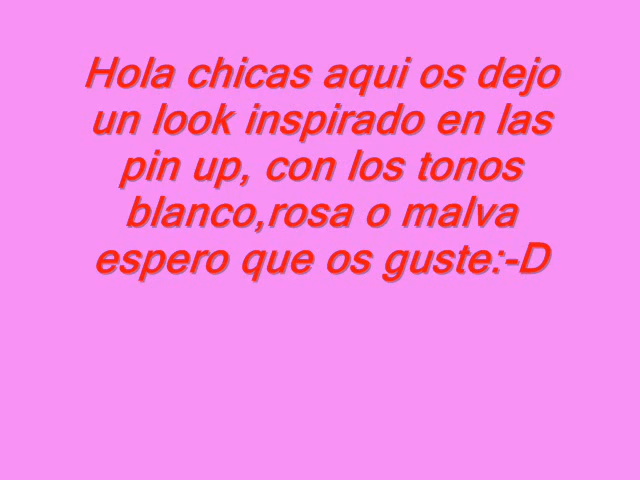 Hola chicas aqui os dejo
un look inspirado en las
pin up, con los tonos
blanco,rosa o malva
espero que os guste:-D